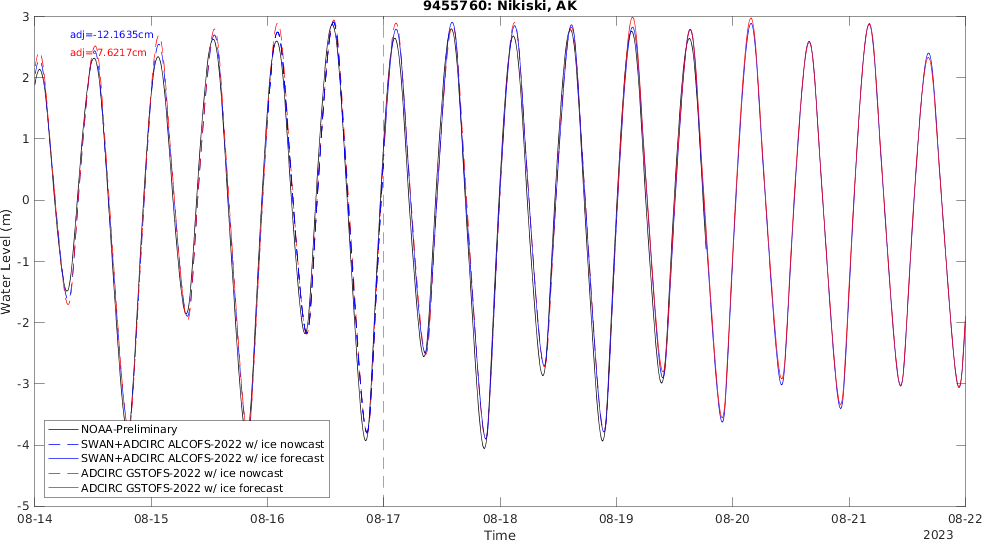 9455760: Nikiski, AK
3
2
1
0
-1
-2
-3
-4
-5
Water Level (m)
adj=-12.1635cm
adj=-7.6217cm
NOAA-Preliminary
SWAN+ADCIRC ALCOFS-2022 w/ ice nowcast
SWAN+ADCIRC ALCOFS-2022 w/ ice forecast
ADCIRC GSTOFS-2022 w/ ice nowcast
ADCIRC GSTOFS-2022 w/ ice forecast
08-14 08-15 08-16 08-17 08-18 08-19 08-20 08-21 08-22
Time
2023